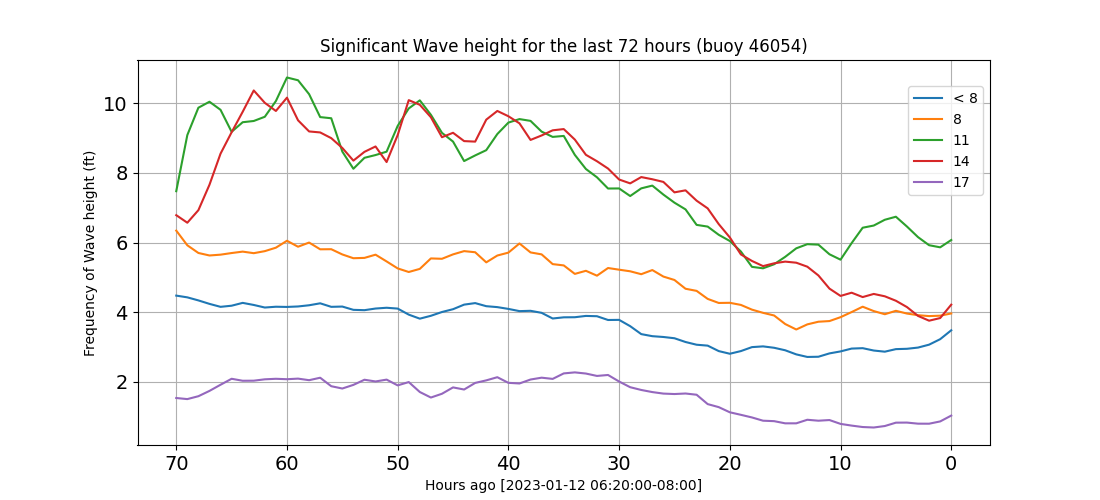 Significant Wave height for the last 72 hours (buoy 46054)
Frequency of Wave height (ft)
10
8
6
4
2
< 8
8
11
14
17
70 60 50 40 30 20 10 0
Hours ago [2023-01-12 06:20:00-08:00]